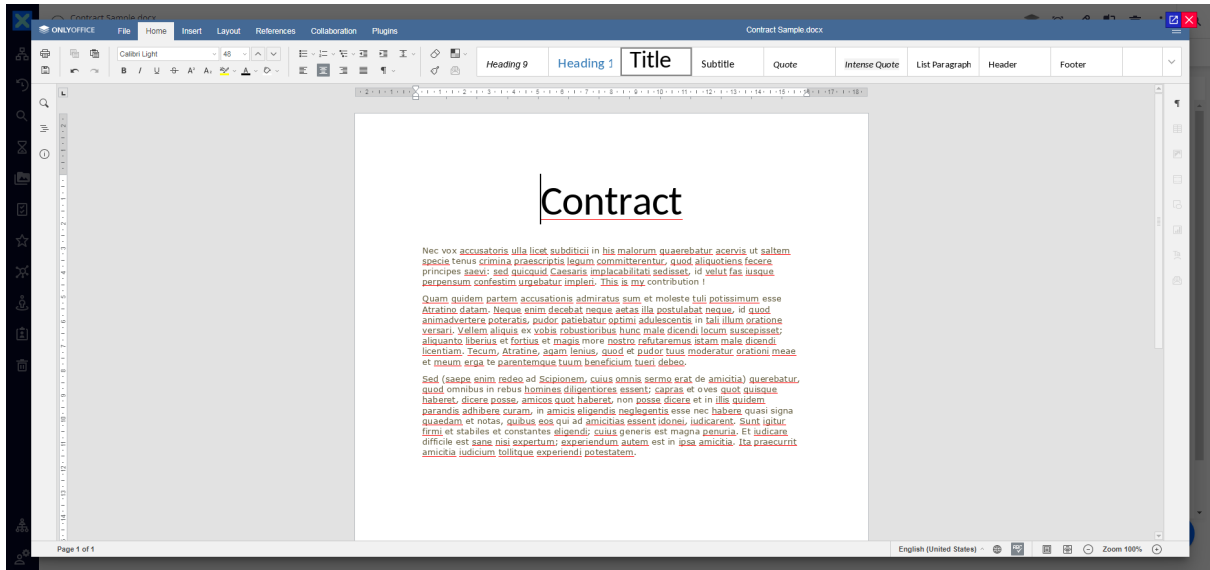 Contract Sample.docx
ONLYOFFICE File Home Insert Layout References Collaboration Plugins Contract Sample.docx
Calibri Light 48
Heading 9 Heading 1 Title Subtitle Quote Intense Quote List Paragraph Header Footer
Contract
Nec vox accusatoris ulla licet subditicii in his malorum quaerebatur acervis ut saltem
specie tenus crimina praescriptis legum committerentur, quod aliquotiens fecere
principes saevi: sed quicquid Caesaris implacabilitati sedisset, id velut fas iusque
perpensum confestim urgebatur impleri. This is my contribution !
Quam quidem partem accusationis admiratus sum et moleste tuli potissimum esse
Atratino datam. Neque enim decebat neque aetas illa postulabat neque, id quod
animadvertere poteratis, pudor patiebatur optimi adulescentis in tali illum oratione
versari. Vellem aliquis ex vobis robustioribus hunc male dicendi locum suscepisset;
aliquanto liberius et fortius et magis more nostro refutaremus istam male dicendi
licentiam. Tecum, Atratine, agam lenius, quod et pudor tuus moderatur orationi meae
et meum erga te parentemque tuum beneficium tueri debeo.
Sed (saepe enim redeo ad Scipionem, cuius omnis sermo erat de amicitia) querebatur,
quod omnibus in rebus homines diligentiores essent; capras et oves quot quisque
haberet, dicere posse, amicos quot haberet, non posse dicere et in illis quidem
parandis adhibere curam, in amicis eligendis neglegentis esse nec habere quasi signa
quaedam et notas, quibus eos qui ad amicitias essent idonei, iudicarent. Sunt igitur
firmi et stabiles et constantes eligendi; cuius generis est magna penuria. Et iudicare
difficile est sane nisi expertum; experiendum autem est in ipsa amicitia. Ita praecurrit
amicitia iudicium tollitque experiendi potestatem.
Page 1 of 1 English (United States) Zoom 100%